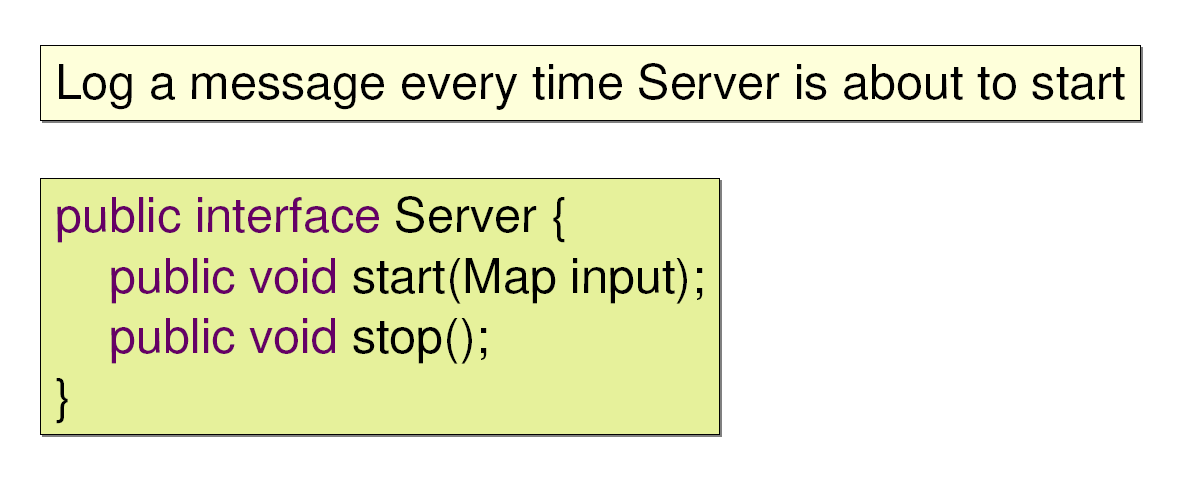 Log a message every time Server is about to start
public interface Server {
public void start(Map input);
public void stop();
}